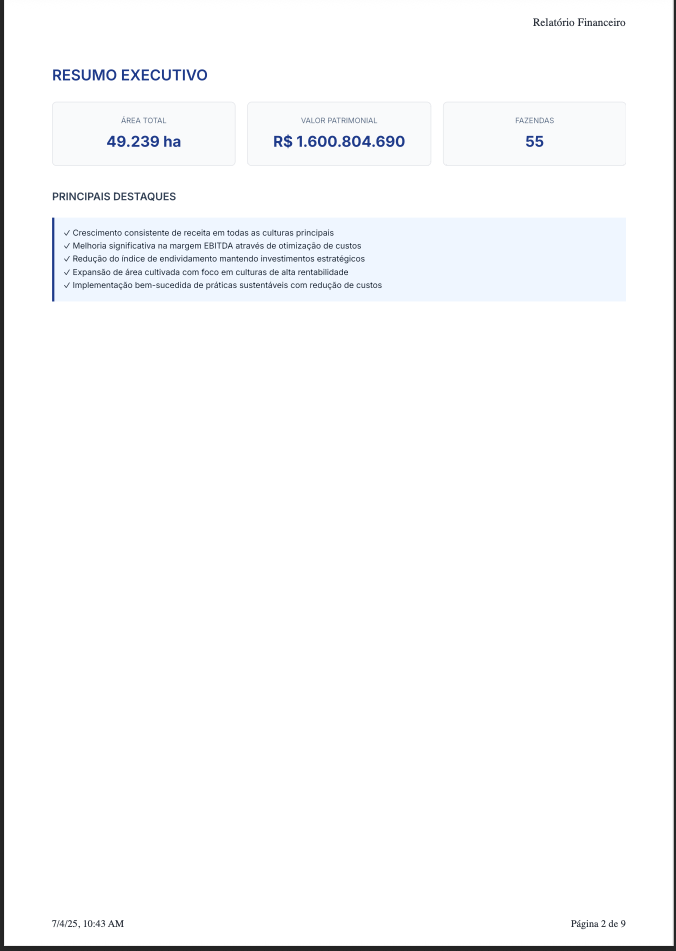 Relatório Financeiro
RESUMO EXECUTIVO
ÁREA TOTAL
49.239 ha
VALOR PATRIMONIAL
R$ 1.600.804.690
FAZENDAS
55
PRINCIPAIS DESTAQUES
✓ Crescimento consistente de receita em todas as culturas principais
✓ Melhoria significativa na margem EBITDA através de otimização de custos
✓ Redução do índice de endividamento mantendo investimentos estratégicos
✓ Expansão de área cultivada com foco em culturas de alta rentabilidade
✓ Implementação bem-sucedida de práticas sustentáveis com redução de custos
7/4/25, 10:43 AM
Página 2 de 9